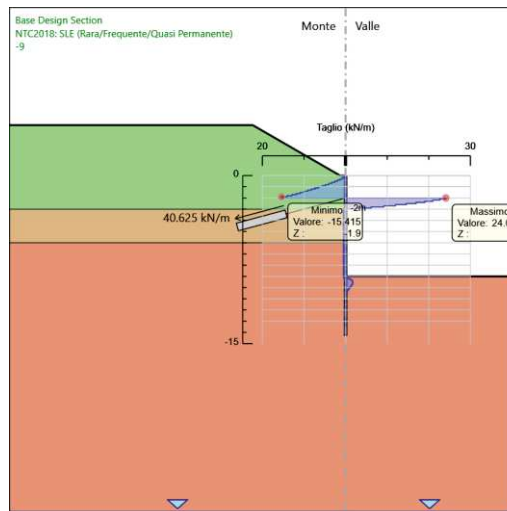 Base Design Section
NTC2018: SLE (Rara/Frequente/Quasi Permanente)
-9
Monte
Valle
Taglio (kN/m)
20
30
0
Minimo
Valore: -15.415
Z : -1.9
-2m
Massimo
Valore: 24.
Z :
40.625 kN/m
-15